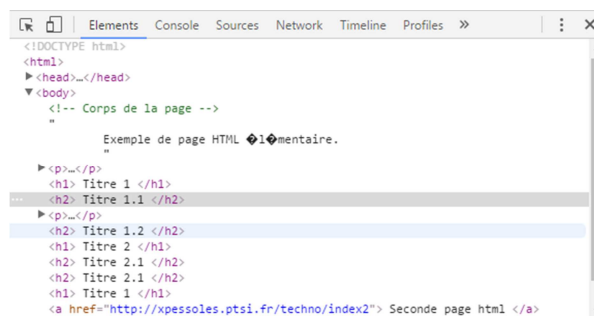 Elements Console Sources Network Timeline Profiles »
<!DOCTYPE html>
<html>
<head>…</head>
<body>
<!-- Corps de la page -->
"
Exemple de page HTML �l�mentaire.
"
<p>…</p>
<h1> Titre 1 </h1>
<h2> Titre 1.1 </h2>
<p>…</p>
<h2> Titre 1.2 </h2>
<h1> Titre 2 </h1>
<h2> Titre 2.1 </h2>
<h2> Titre 2.1 </h2>
<h1> Titre 1 </h1>
<a href="http://xpessoles.ptsi.fr/techno/index2"> Seconde page html </a>